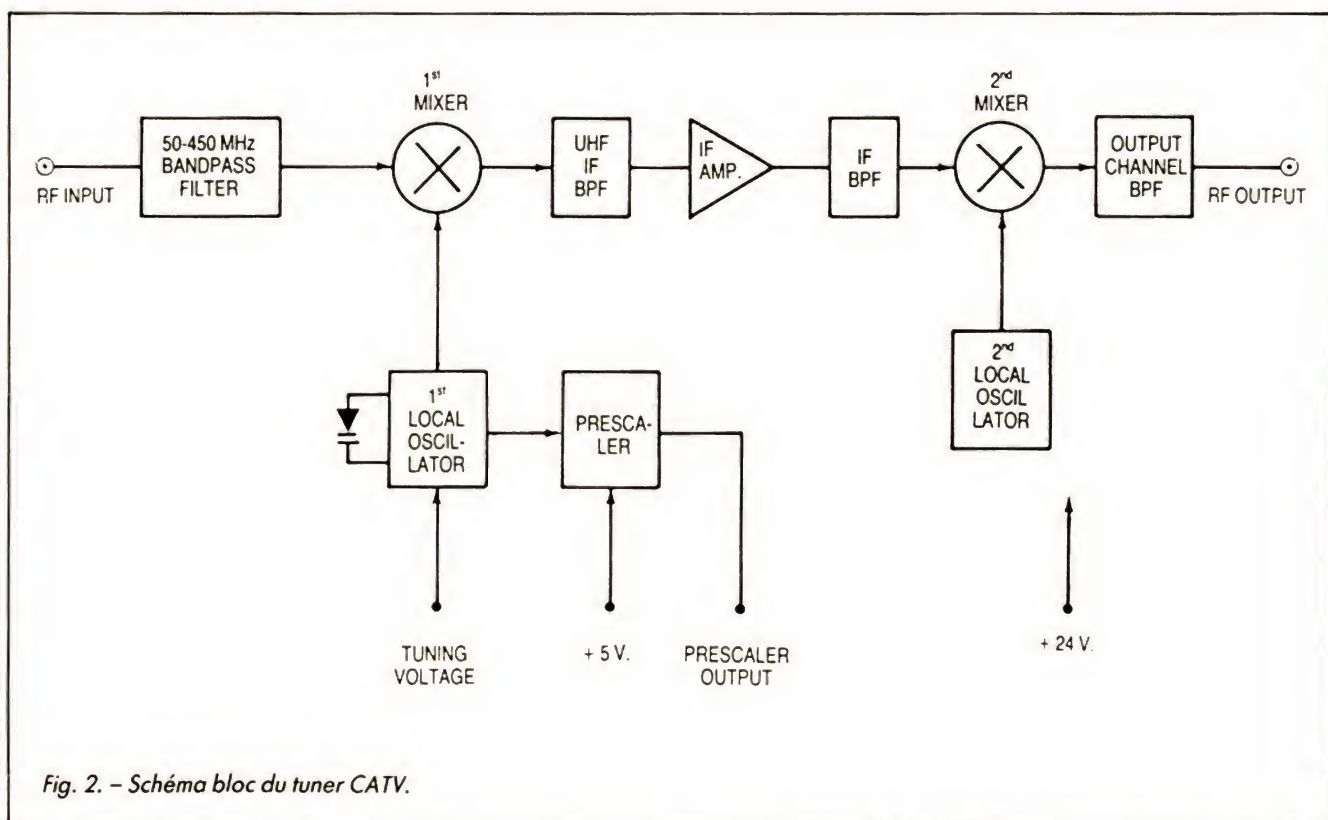 1st
MIXER
2nd
MIXER
50-450 MHz
BANDPASS
FILTER
UHF
IF
BPF
IF
AMP.
IF
BPF
OUTPUT
CHANNEL
BPF
RF INPUT
RF OUTPUT
1st
LOCAL
OSCIL-
LATOR
PRESCA-
LER
2nd
LOCAL
OSCIL
LATOR
TUNING
VOLTAGE
+ 5 V.
PRESCALER
OUTPUT
+ 24 V.
Fig. 2. – Schéma bloc du tuner CATV.